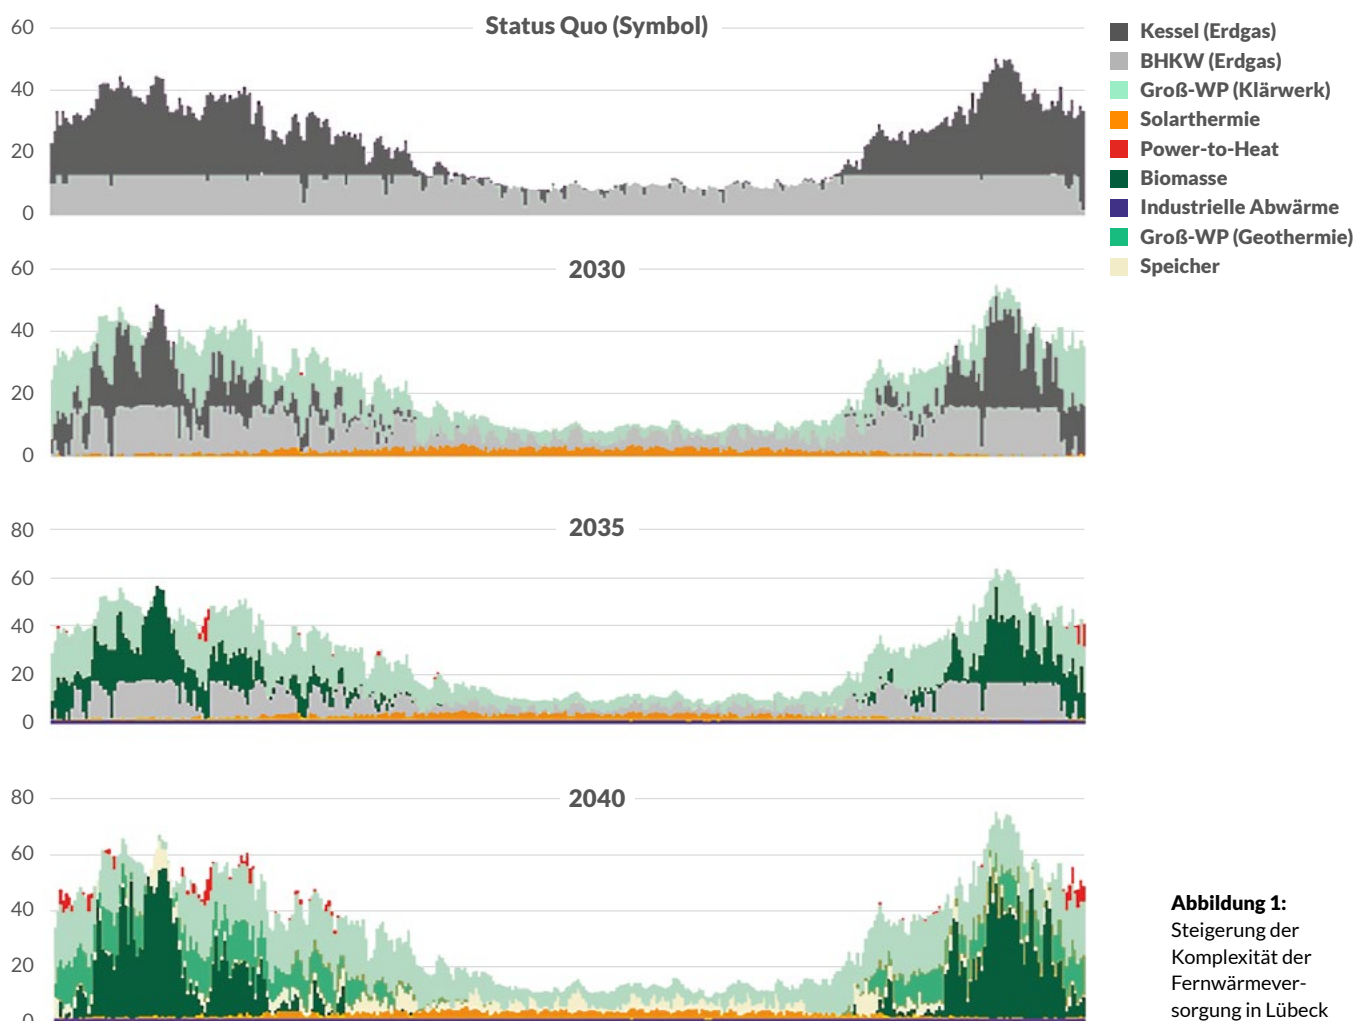 Status Quo (Symbol)
60
40
20
0
Kessel (Erdgas)
BHKW (Erdgas)
Groß-WP (Klärwerk)
Solarthermie
Power-to-Heat
Biomasse
Industrielle Abwärme
Groß-WP (Geothermie)
Speicher
2030
60
40
20
0
2035
80
60
40
20
0
2040
80
60
40
20
0
Abbildung 1:
Steigerung der
Komplexität der
Fernwärmever-
sorgung in Lübeck